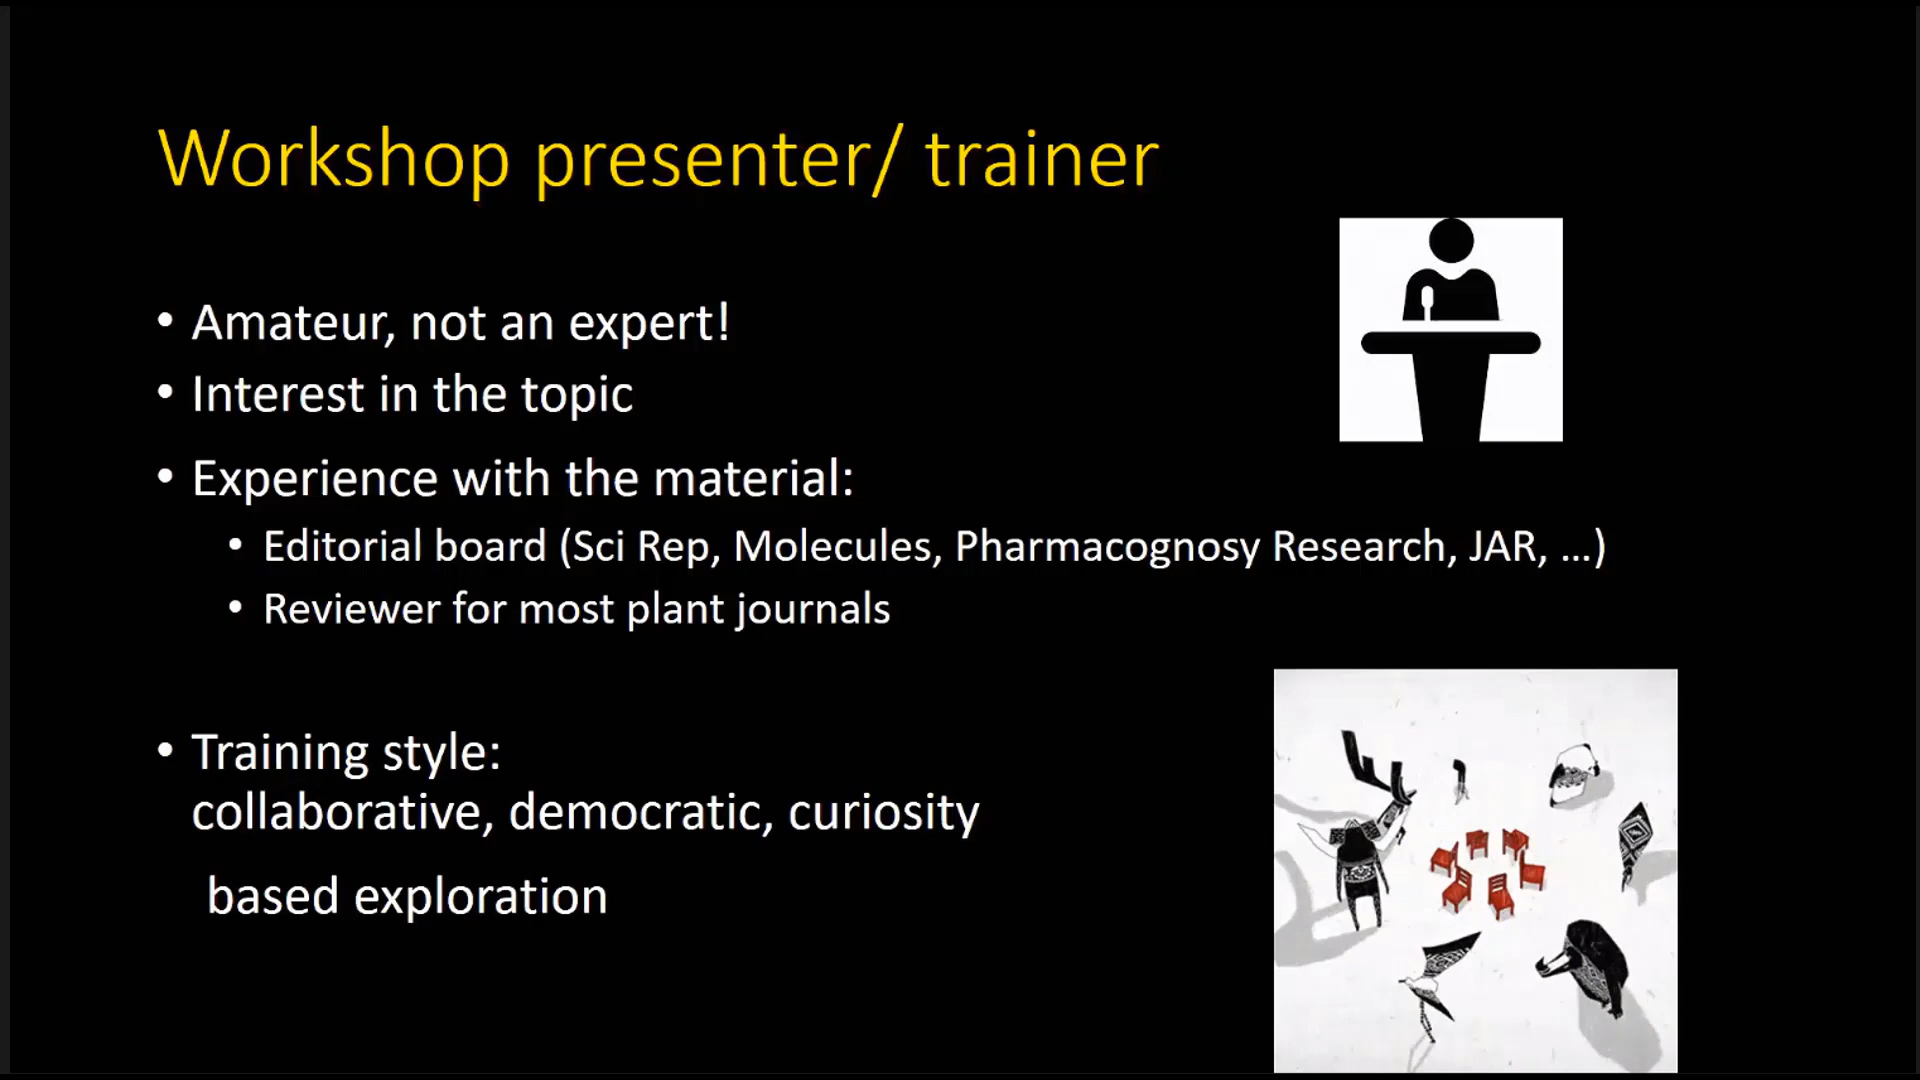 Workshop presenter/ trainer
• Amateur, not an expert!
• Interest in the topic
• Experience with the material:
• Editorial board (Sci Rep, Molecules, Pharmacognosy Research, JAR, ...)
• Reviewer for most plant journals
• Training style:
collaborative, democratic, curiosity
based exploration